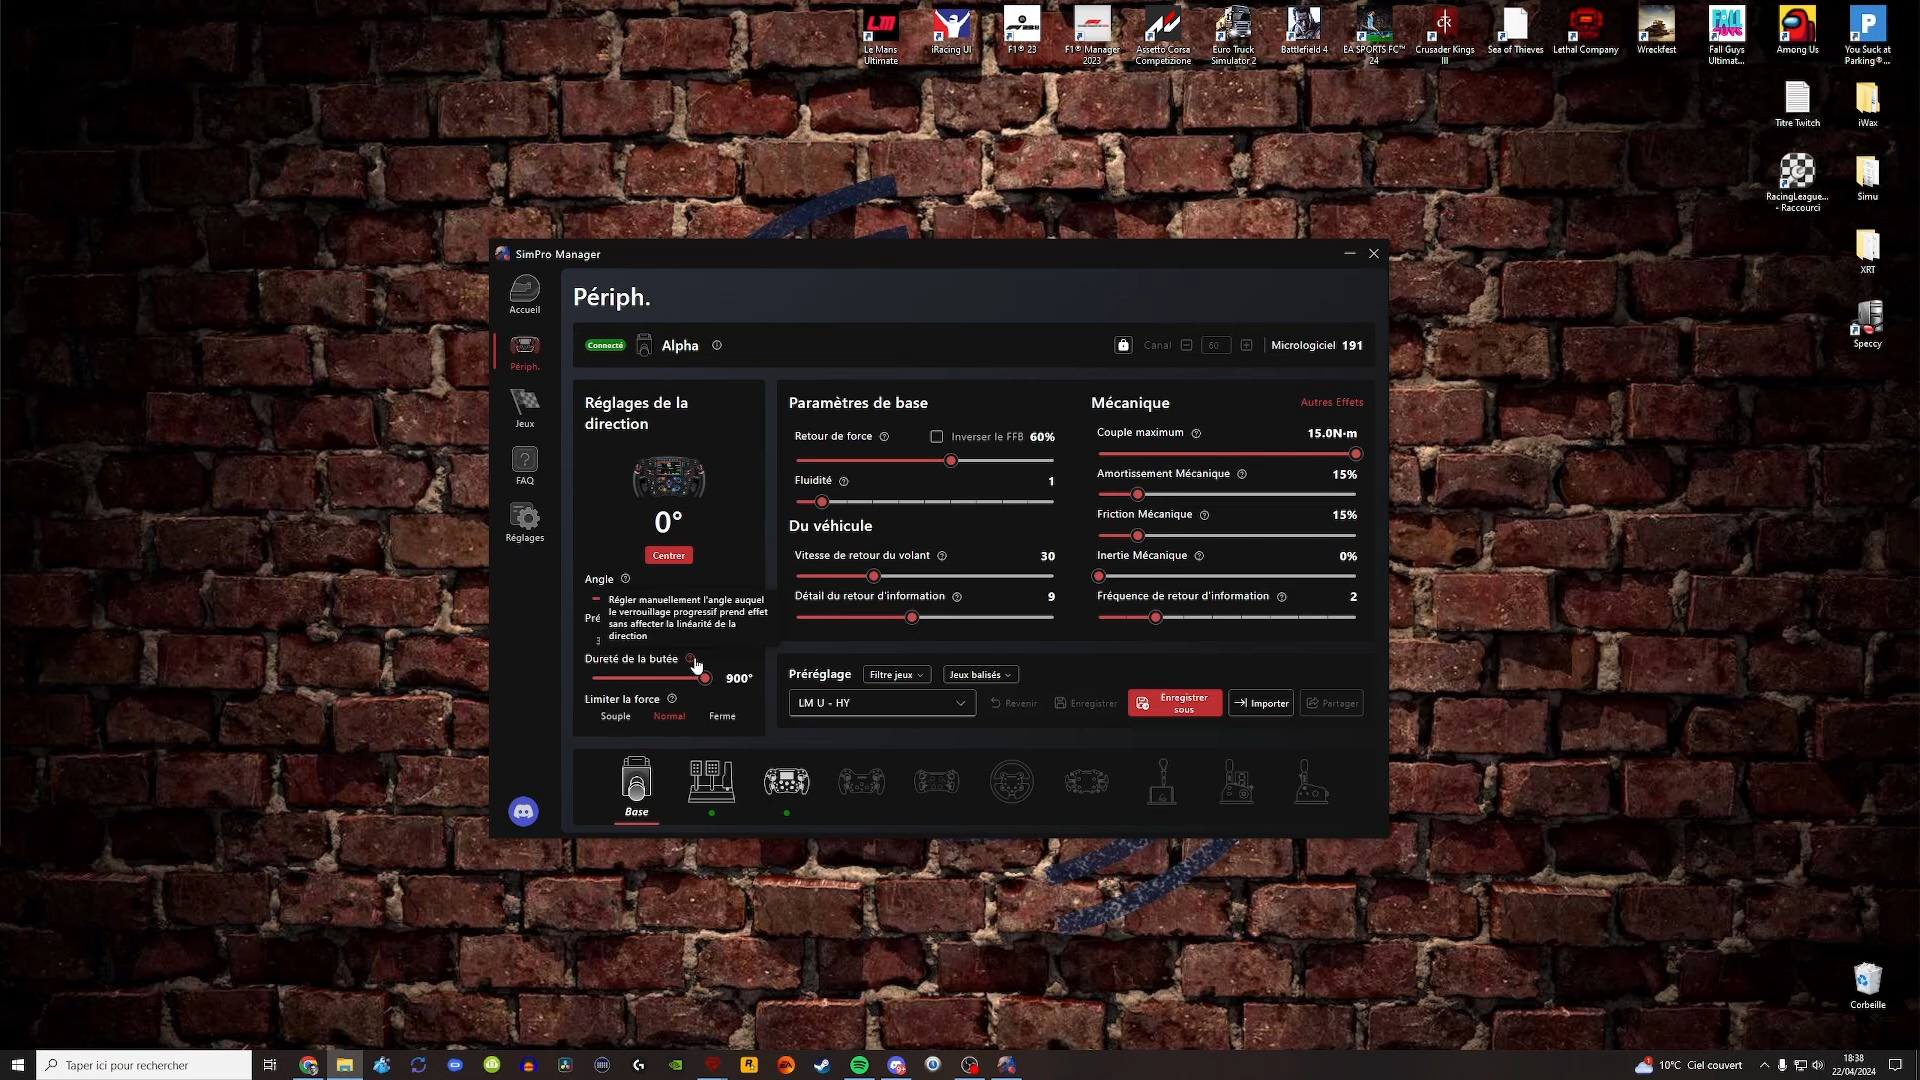 Le Mans
Ultimate
iRacing UI
F1® 23
F1® Manager
2023
Assetto Corsa
Competizione
Euro Truck
Simulator 2
Battlefield 4
EA SPORTS FC™
24
Crusader Kings
III
Sea of Thieves
Lethal Company
Wreckfest
Fall Guys
Ultimat...
Among Us
You Suck at
Parking®...
Titre Twitch
iWax
RacingLeague...
- Raccourci
Simu
XRT
Speccy
Corbeille
SimPro Manager
Accueil
Périph.
Jeux
FAQ
Réglages
Périph.
Connecté
Alpha
Canal
60
Micrologiciel 191
Réglages de la
direction
0°
Centrer
Angle
Régler manuellement l'angle auquel
le verrouillage progressif prend effet
sans affecter la linéarité de la
direction
Pré
Dureté de la butée
900°
Limiter la force
Souple Normal Ferme
Paramètres de base
Retour de force
Inverser le FFB 60%
Fluidité 1
Du véhicule
Vitesse de retour du volant 30
Détail du retour d'information 9
Mécanique
Autres Effets
Couple maximum 15.0N·m
Amortissement Mécanique 15%
Friction Mécanique 15%
Inertie Mécanique 0%
Fréquence de retour d'information 2
Préréglage
Filtre jeux
Jeux balisés
LM U - HY
Revenir
Enregistrer
Enregistrer
sous
Importer
Partager
Base
Taper ici pour rechercher
10°C Ciel couvert
18:38
22/04/2024